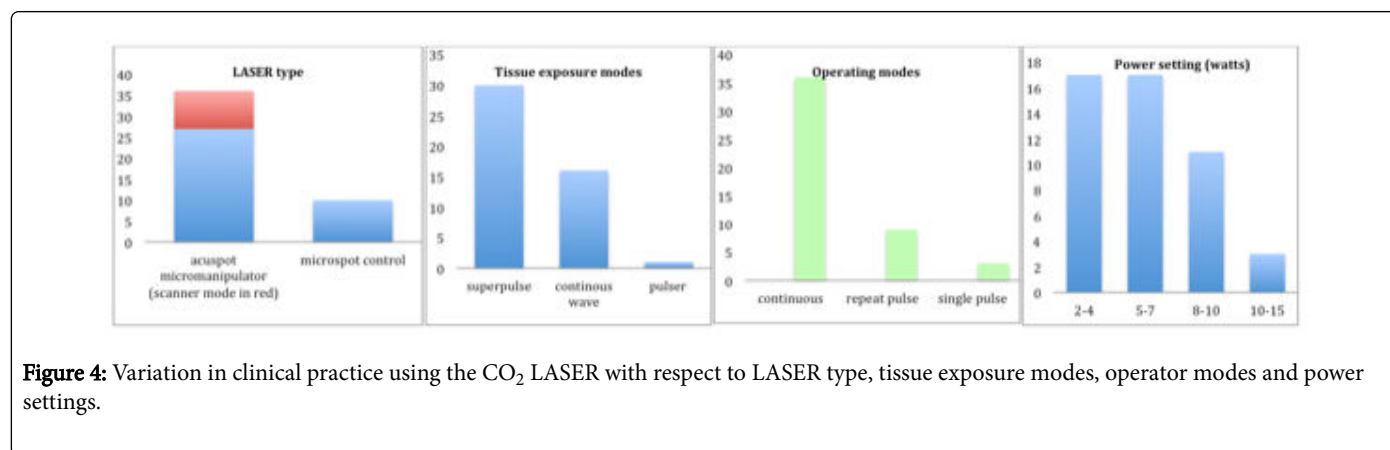 LASER type
40
35
30
25
20
15
10
5
0
acuspot
micromanipulator
(scanner mode in red)
microspot control
Tissue exposure modes
35
30
25
20
15
10
5
0
superpulse
continous
wave
pulser
Operating modes
40
35
30
25
20
15
10
5
0
continuous
repeat pulse
single pulse
Power setting (watts)
18
16
14
12
10
8
6
4
2
0
2-4
5-7
8-10
10-15
Figure 4: Variation in clinical practice using the CO₂ LASER with respect to LASER type, tissue exposure modes, operator modes and power
settings.